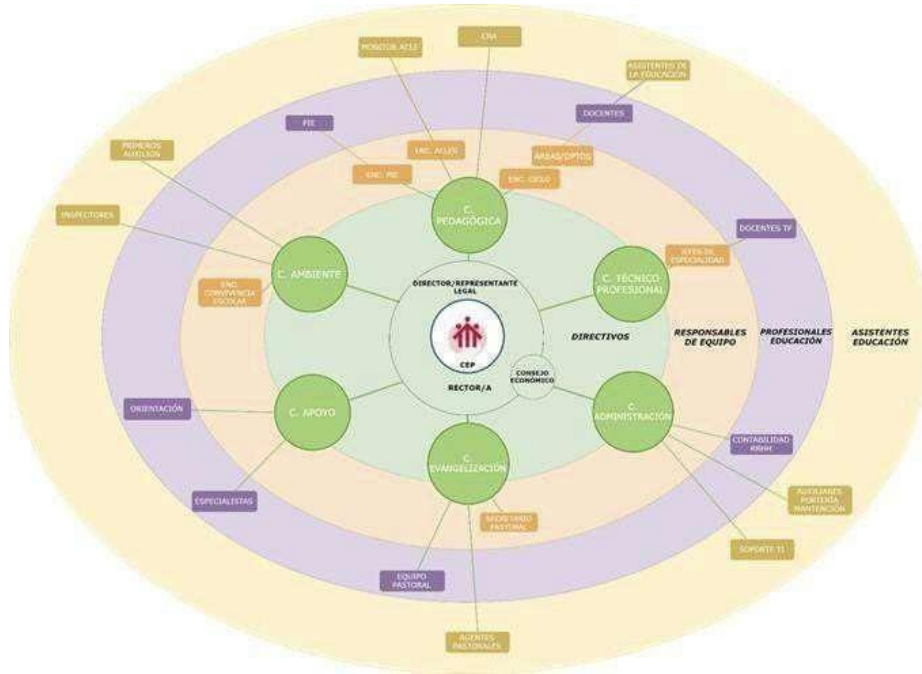 CRA
MONITOR ACLE
ASISTENTES DE
LA EDUCACIÓN
DOCENTES
PIE
ENC. ACLES
ÁREAS/DPTOS
ENC. PIE
ENC. CICLO
PRIMEROS
AUXILIOS
C.
PEDAGÓGICA
INSPECTORES
DOCENTES TP
JEFES DE
ESPECIALIDAD
C. AMBIENTE
C. TÉCNICO
PROFESIONAL
ENC.
CONVIVENCIA
ESCOLAR
DIRECTOR/REPRESENTANTE
LEGAL
DIRECTIVOS
RESPONSABLES
DE EQUIPO
PROFESIONALES
EDUCACIÓN
ASISTENTES
EDUCACIÓN
CEP
CONSEJO
ECONÓMICO
RECTOR/A
ORIENTACIÓN
C. APOYO
C.
ADMINISTRACIÓN
CONTABILIDAD
RRHH
C.
EVANGELIZACIÓN
ESPECIALISTAS
AUXILIARES
PORTERÍA
MANTENCIÓN
SECRETARIO
PASTORAL
SOPORTE TI
EQUIPO
PASTORAL
AGENTES
PASTORALES